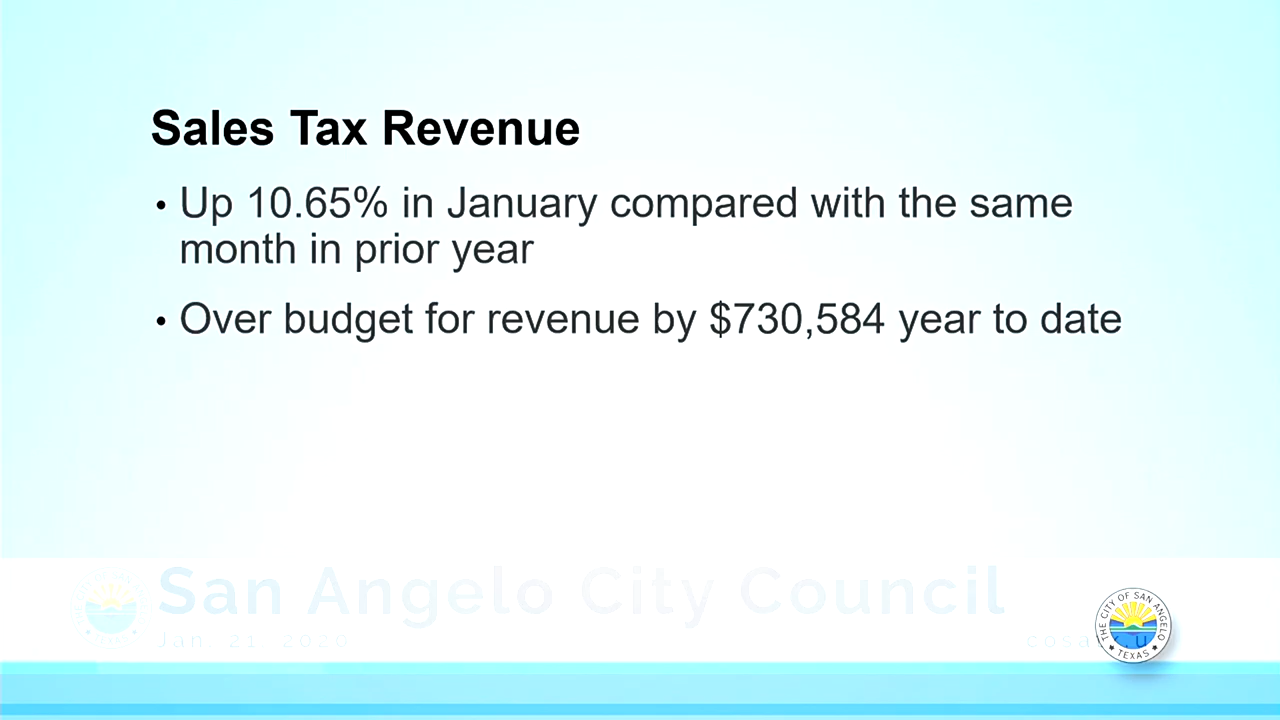 Sales Tax Revenue
• Up 10.65% in January compared with the same
month in prior year
• Over budget for revenue by $730,584 year to date
San Angelo City Council
Jan. 21, 2020
THE CITY OF SAN ANGELO
TEXAS